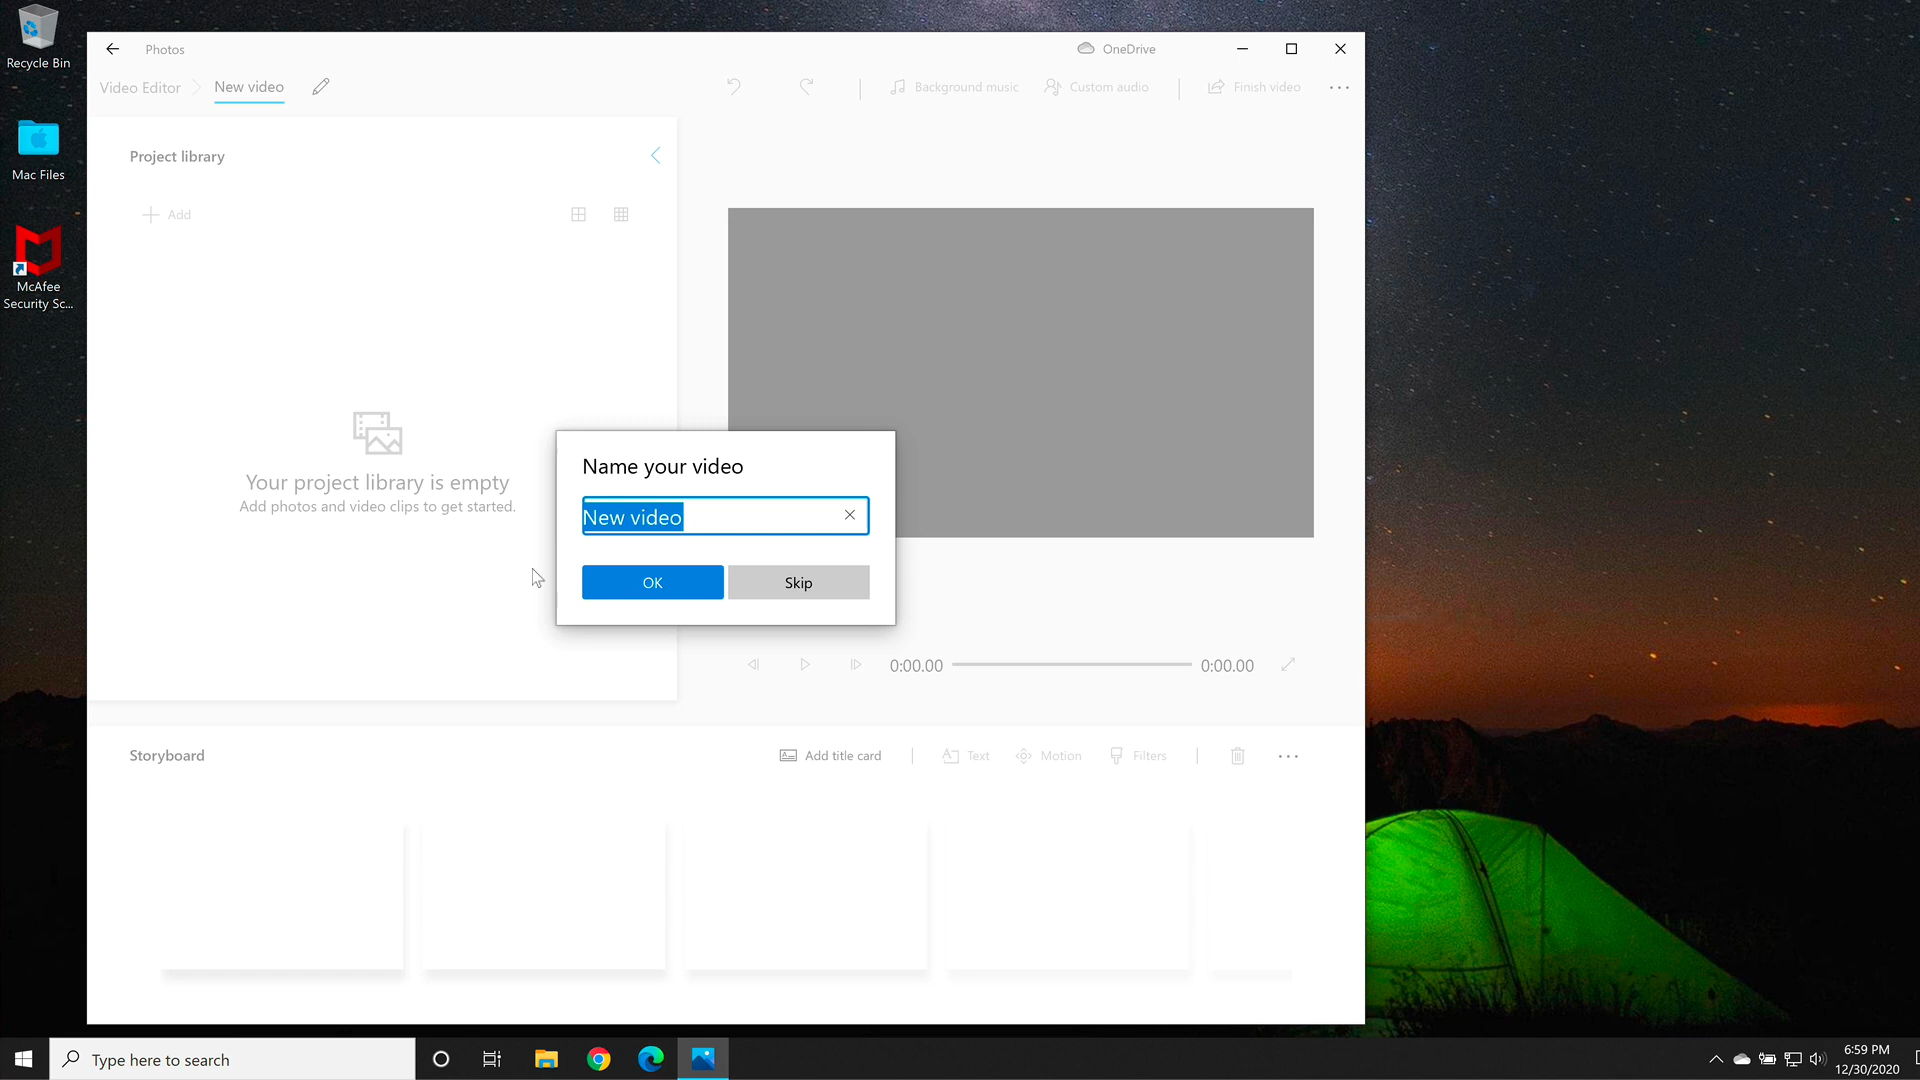 Recycle Bin
Mac Files
McAfee
Security Sc...
Photos
OneDrive
Video Editor
New video
Background music
Custom audio
Finish video
Project library
Add
Your project library is empty
Add photos and video clips to get started.
Name your video
New video
OK
Skip
0:00.00
0:00.00
Storyboard
Add title card
Text
Motion
Filters
Type here to search
6:59 PM
12/30/2020